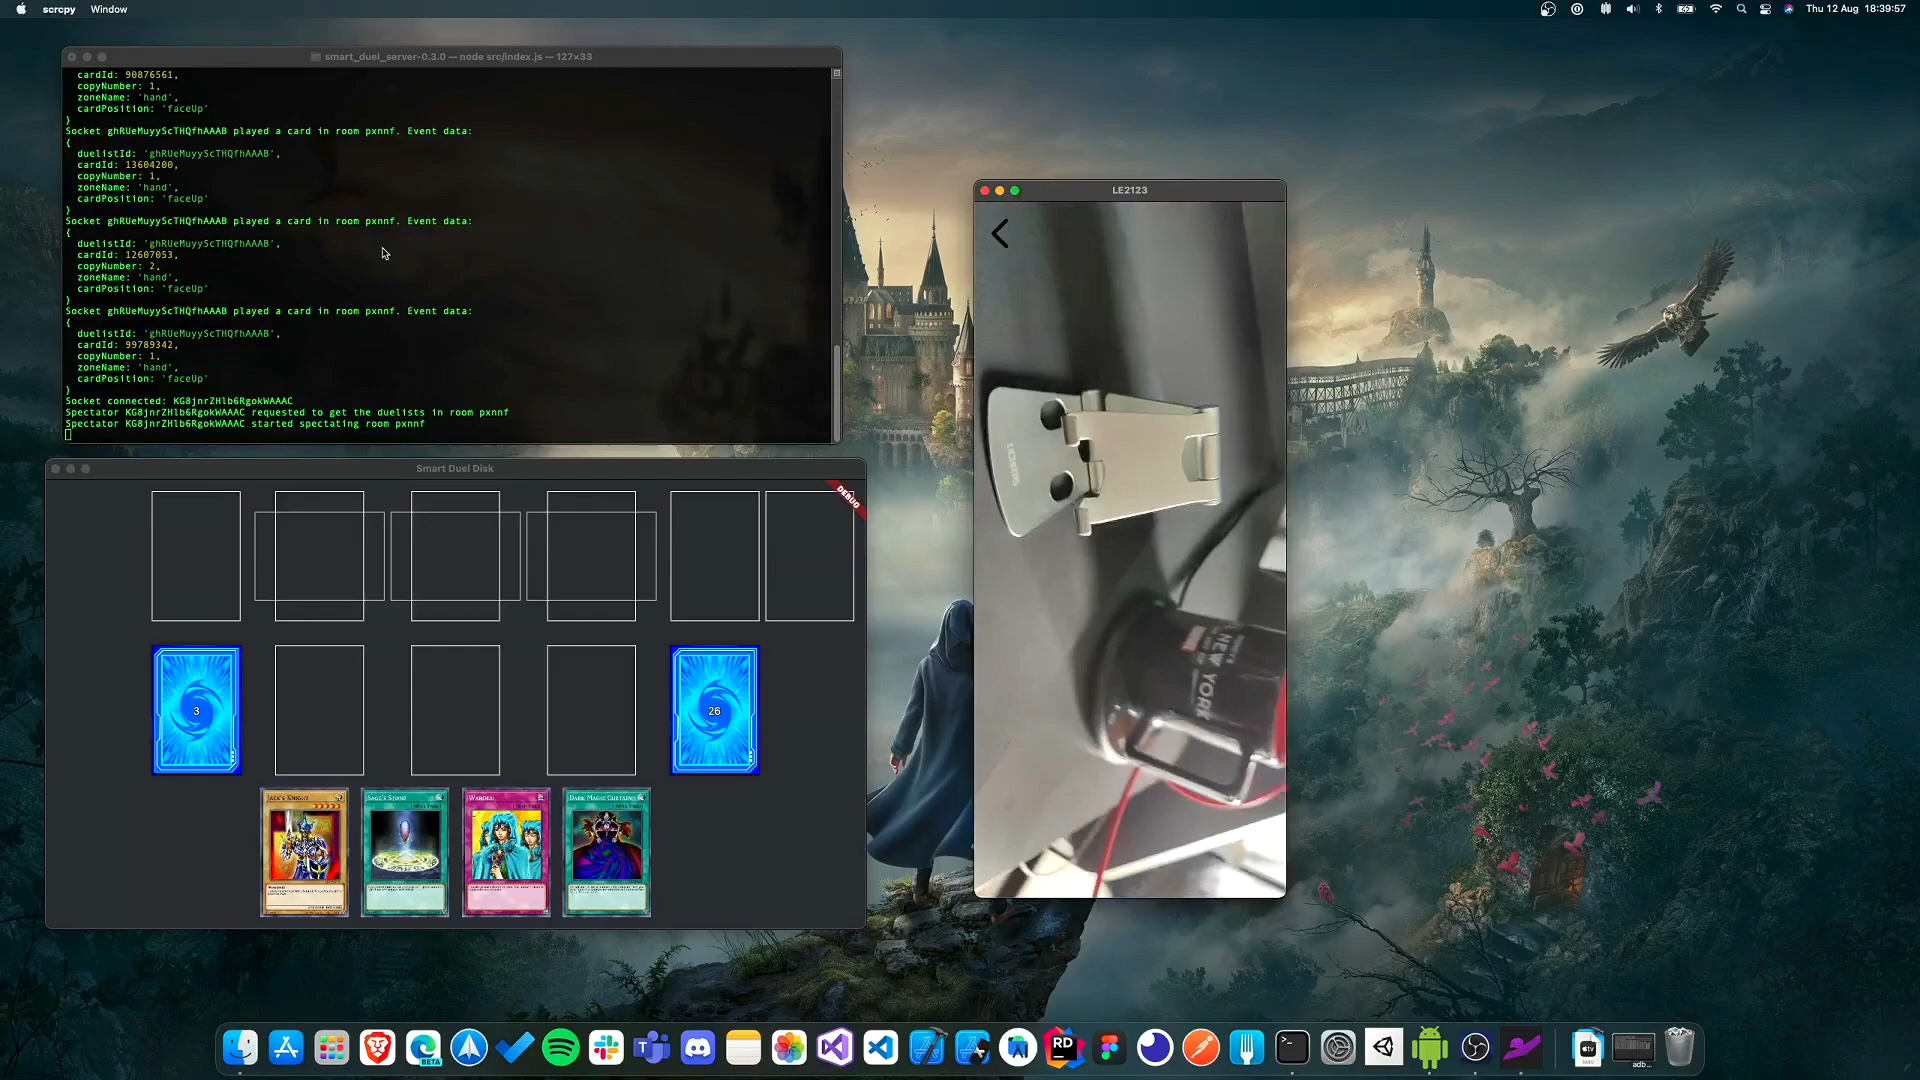 scrcpy Window
Thu 12 Aug 18:39:57
smart_duel_server-0.3.0 — node src/index.js — 127×33
cardId: 90876561,
copyNumber: 1,
zoneName: 'hand',
cardPosition: 'faceUp'
}
Socket ghRUeMuyyScTHQfhAAAB played a card in room pxnnf. Event data:
{
duelistId: 'ghRUeMuyyScTHQfhAAAB',
cardId: 13604200,
copyNumber: 1,
zoneName: 'hand',
cardPosition: 'faceUp'
}
Socket ghRUeMuyyScTHQfhAAAB played a card in room pxnnf. Event data:
{
duelistId: 'ghRUeMuyyScTHQfhAAAB',
cardId: 12607053,
copyNumber: 2,
zoneName: 'hand',
cardPosition: 'faceUp'
}
Socket ghRUeMuyyScTHQfhAAAB played a card in room pxnnf. Event data:
{
duelistId: 'ghRUeMuyyScTHQfhAAAB',
cardId: 99789342,
copyNumber: 1,
zoneName: 'hand',
cardPosition: 'faceUp'
}
Socket connected: KG8jnrZHlb6RgokWAAAC
Spectator KG8jnrZHlb6RgokWAAAC requested to get the duelists in room pxnnf
Spectator KG8jnrZHlb6RgokWAAAC started spectating room pxnnf
LE2123
NEW YORK
Smart Duel Disk
DEBUG
3
26
Jack's Knight
Sage's Stone
Waboku
Dark Magic Curtain
BETA
RD
adb...